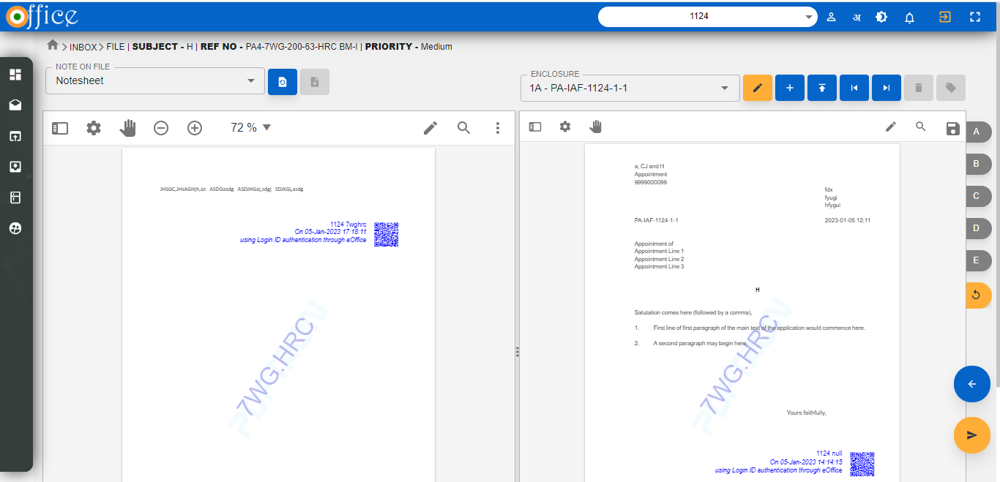 Office
1124
अ
INBOX FILE | SUBJECT - H | REF NO - PA4-7WG-200-63-HRC BM-I | PRIORITY - Medium
NOTE ON FILE
Notesheet
ENCLOSURE
1A - PA-IAF-1124-1-1
72 %
JHSGC,JHsAGHjh,as ASDGasdg ASDJHGaj,sdgj SDJKGj,asdg
1124 7wghrc
On 05-Jan-2023 17:18:11
using Login ID authentication through eOffice
7WG.HRC
a, CJ and H
Appointment
9999000099
fdx
fyugi
hfygui
PA-IAF-1124-1-1 2023-01-05 12:11
Appointment of
Appointment Line 1
Appointment Line 2
Appointment Line 3
H
Salutation comes here (followed by a comma),
1. First line of first paragraph of the main text of the application would commence here.
2. A second paragraph may begin here.
7WG.HRC
Yours faithfully,
1124 null
On 05-Jan-2023 14:14:15
using Login ID authentication through eOffice
A
B
C
D
E